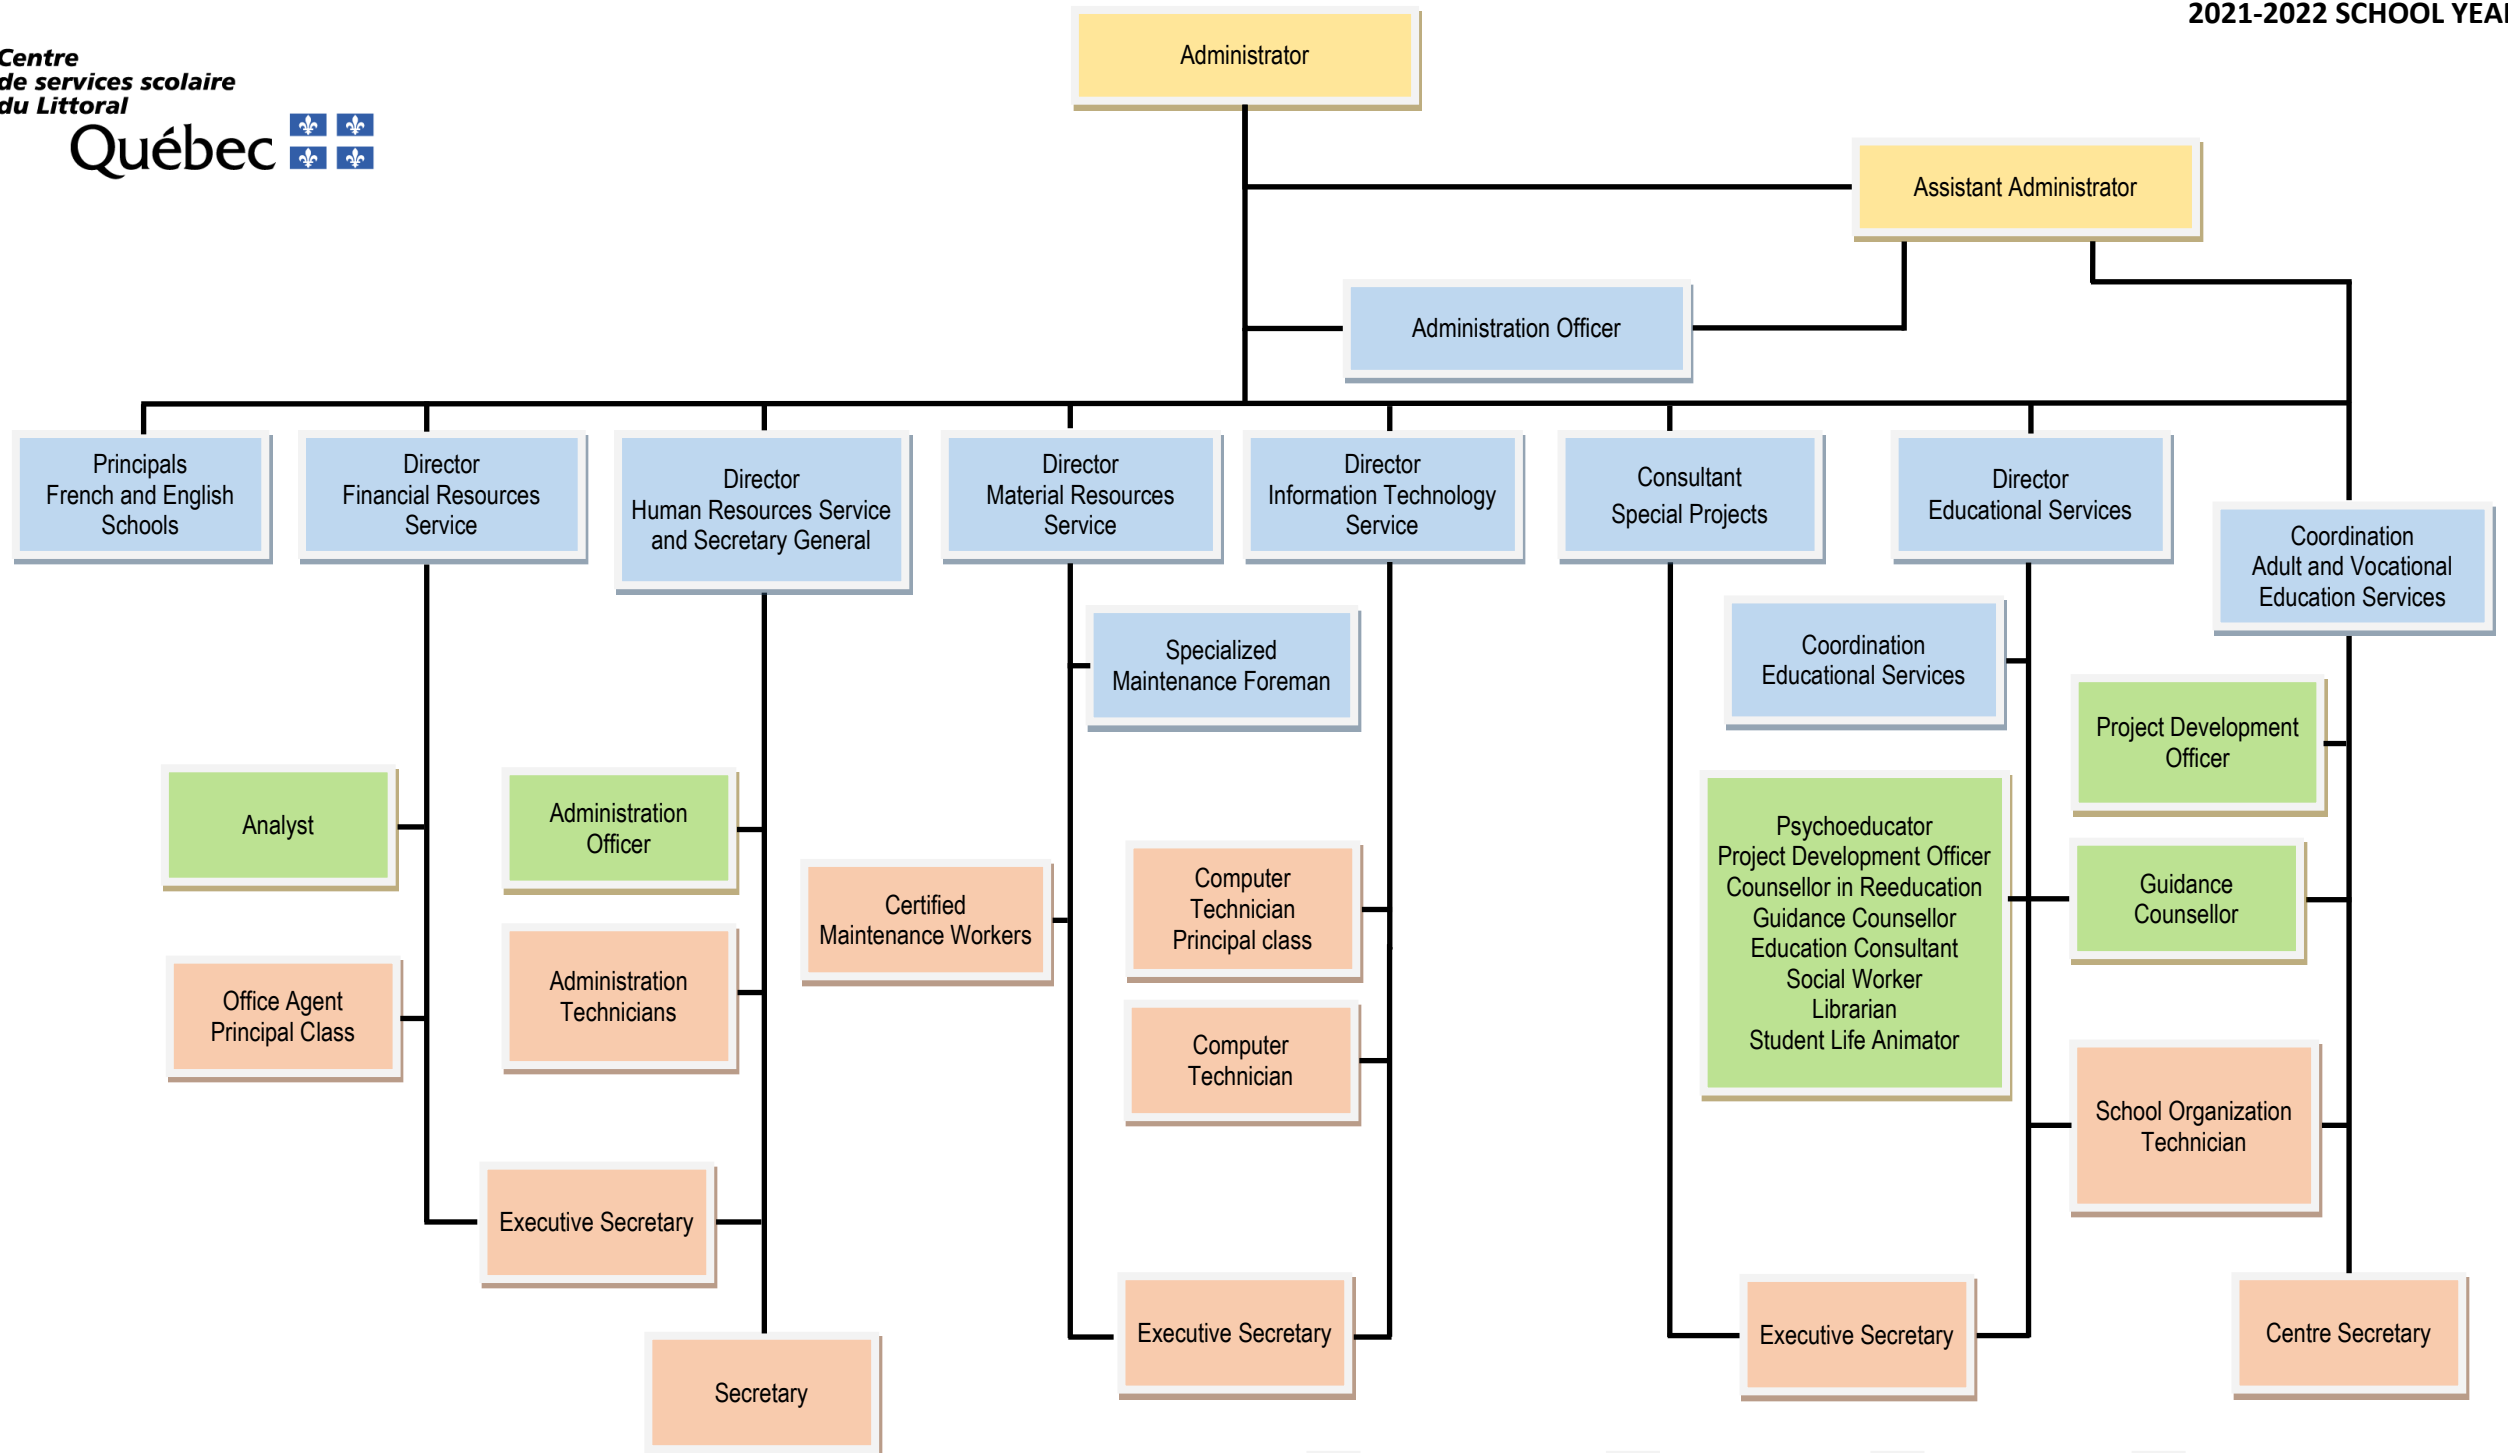 2021-2022 SCHOOL YEAR
Centre
de services scolaire
du Littoral
Québec
Administrator
Assistant Administrator
Administration Officer
Principals
French and English
Schools
Director
Financial Resources
Service
Director
Human Resources Service
and Secretary General
Director
Material Resources
Service
Director
Information Technology
Service
Consultant
Special Projects
Director
Educational Services
Coordination
Adult and Vocational
Education Services
Specialized
Maintenance Foreman
Coordination
Educational Services
Project Development
Officer
Analyst
Administration
Officer
Certified
Maintenance Workers
Computer
Technician
Principal class
Psychoeducator
Project Development Officer
Counsellor in Reeducation
Guidance Counsellor
Education Consultant
Social Worker
Librarian
Student Life Animator
Guidance
Counsellor
Office Agent
Principal Class
Administration
Technicians
Computer
Technician
School Organization
Technician
Executive Secretary
Executive Secretary
Executive Secretary
Centre Secretary
Secretary